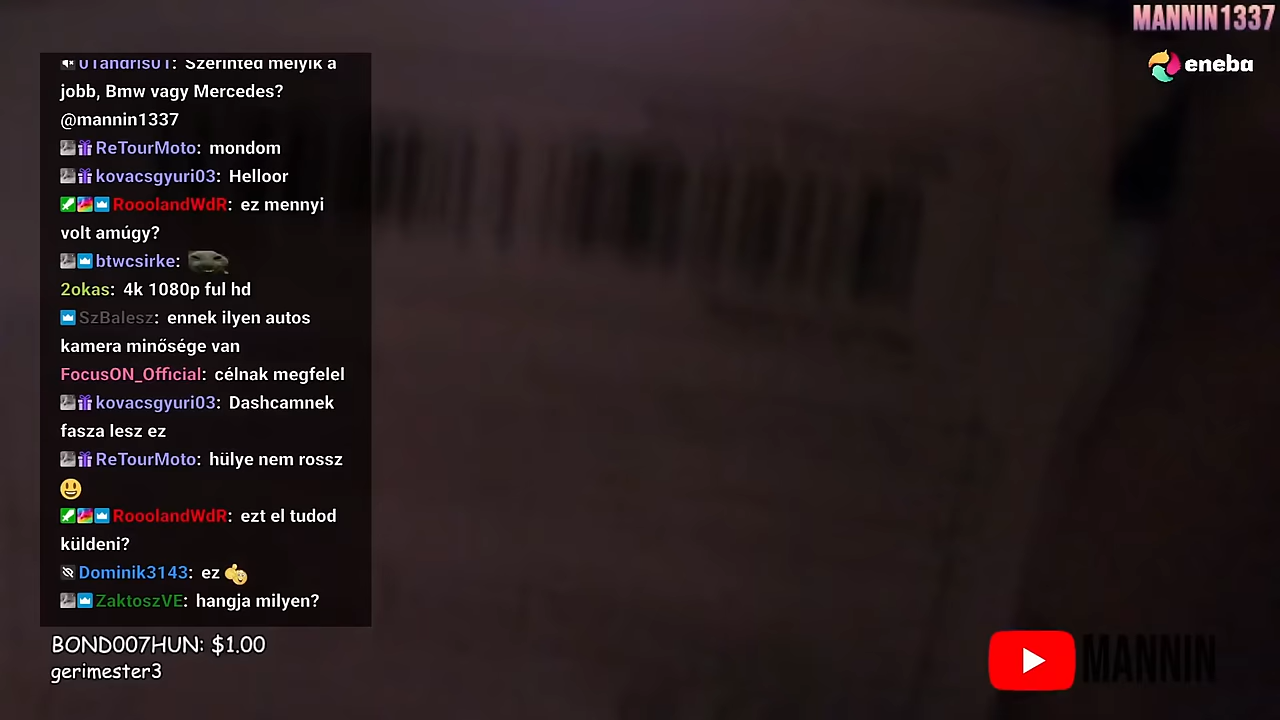 MANNIN1337
eneba
01andris01: Szerinted melyik a
jobb, Bmw vagy Mercedes?
@mannin1337
ReTourMoto: mondom
kovacsgyuri03: Helloor
RooolandWdR: ez mennyi
volt amúgy?
btwcsirke:
2okas: 4k 1080p ful hd
SzBalesz: ennek ilyen autos
kamera minősége van
FocusON_Official: célnak megfelel
kovacsgyuri03: Dashcamnek
fasza lesz ez
ReTourMoto: hülye nem rossz
RooolandWdR: ezt el tudod
küldeni?
Dominik3143: ez
ZaktoszVE: hangja milyen?
BOND007HUN: $1.00
gerimester3
MANNIN